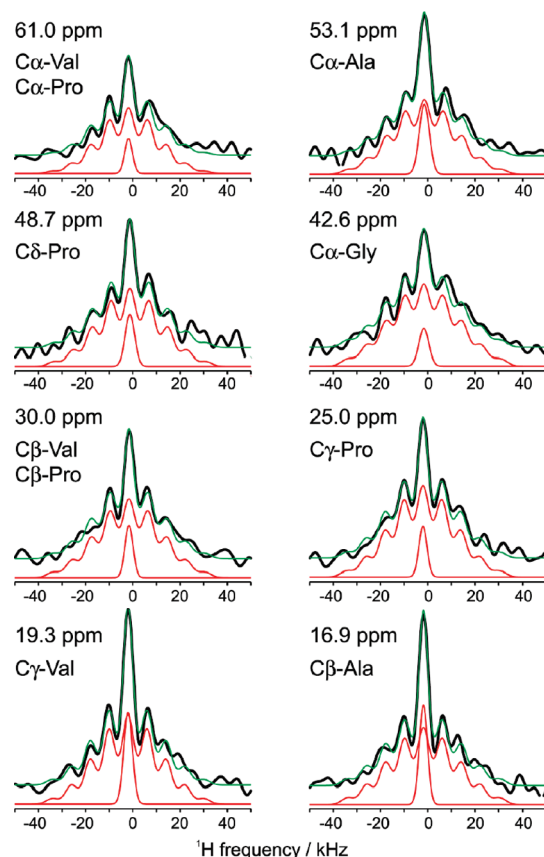 61.0 ppm
Cα-Val
Cα-Pro
-40 -20 0 20 40
53.1 ppm
Cα-Ala
-40 -20 0 20 40
48.7 ppm
Cδ-Pro
-40 -20 0 20 40
42.6 ppm
Cα-Gly
-40 -20 0 20 40
30.0 ppm
Cβ-Val
Cβ-Pro
-40 -20 0 20 40
25.0 ppm
Cγ-Pro
-40 -20 0 20 40
19.3 ppm
Cγ-Val
-40 -20 0 20 40
16.9 ppm
Cβ-Ala
-40 -20 0 20 40
¹H frequency / kHz